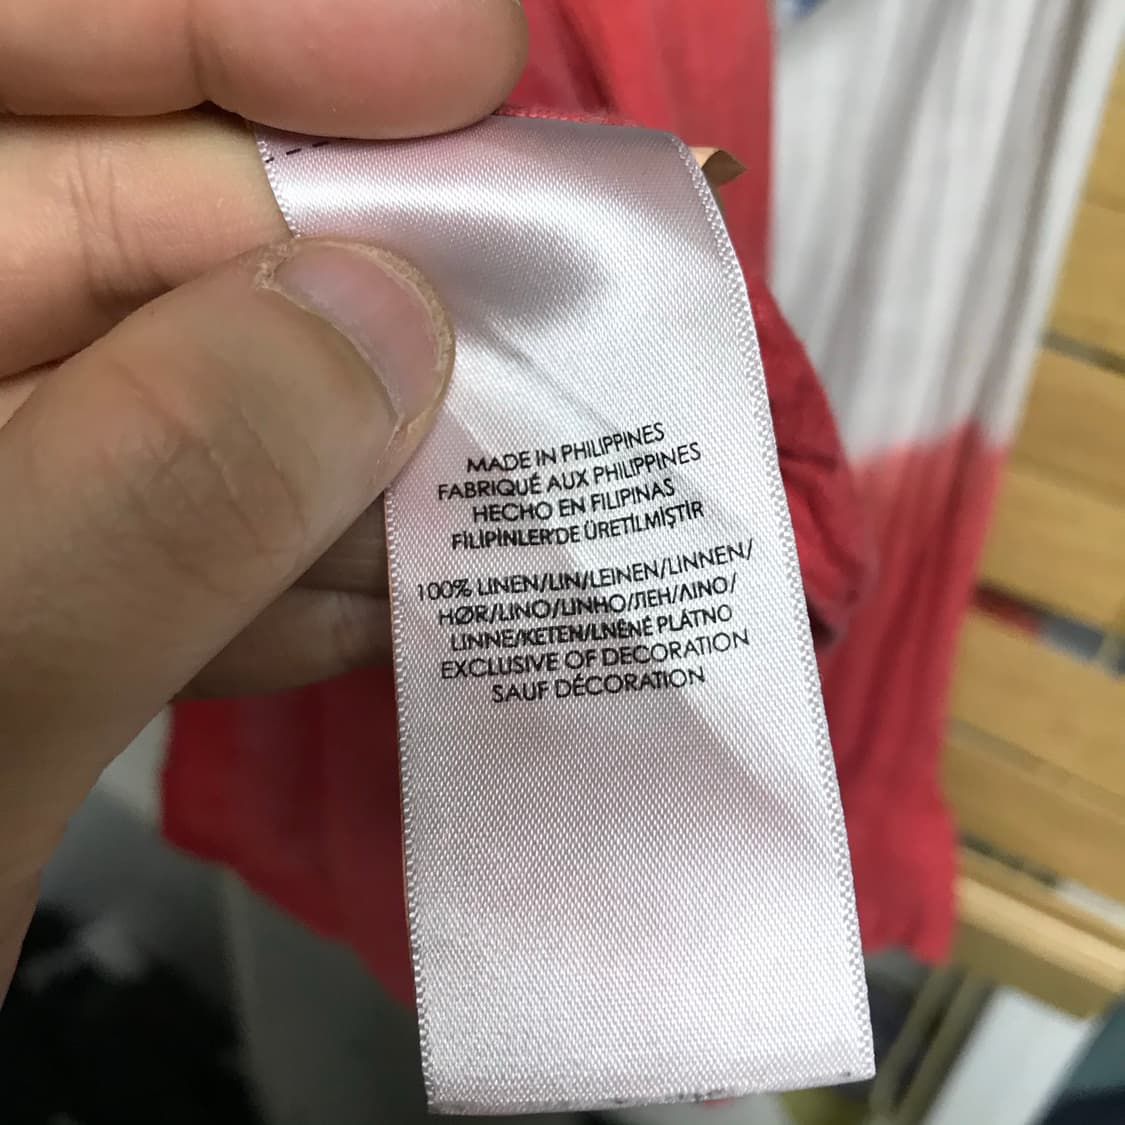 MADE IN PHILIPPINES
FABRIQUÉ AUX PHILIPPINES
HECHO EN FILIPINAS
FİLİPİNLER'DE ÜRETİLMİŞTİR
100% LINEN/LIN/LEINEN/LINNEN/
HØR/LINO/LINHO/ЛЕН/ΛΙΝΟ/
LINNE/KETEN/LNĚNÉ PLÁTNO
EXCLUSIVE OF DECORATION
SAUF DÉCORATION